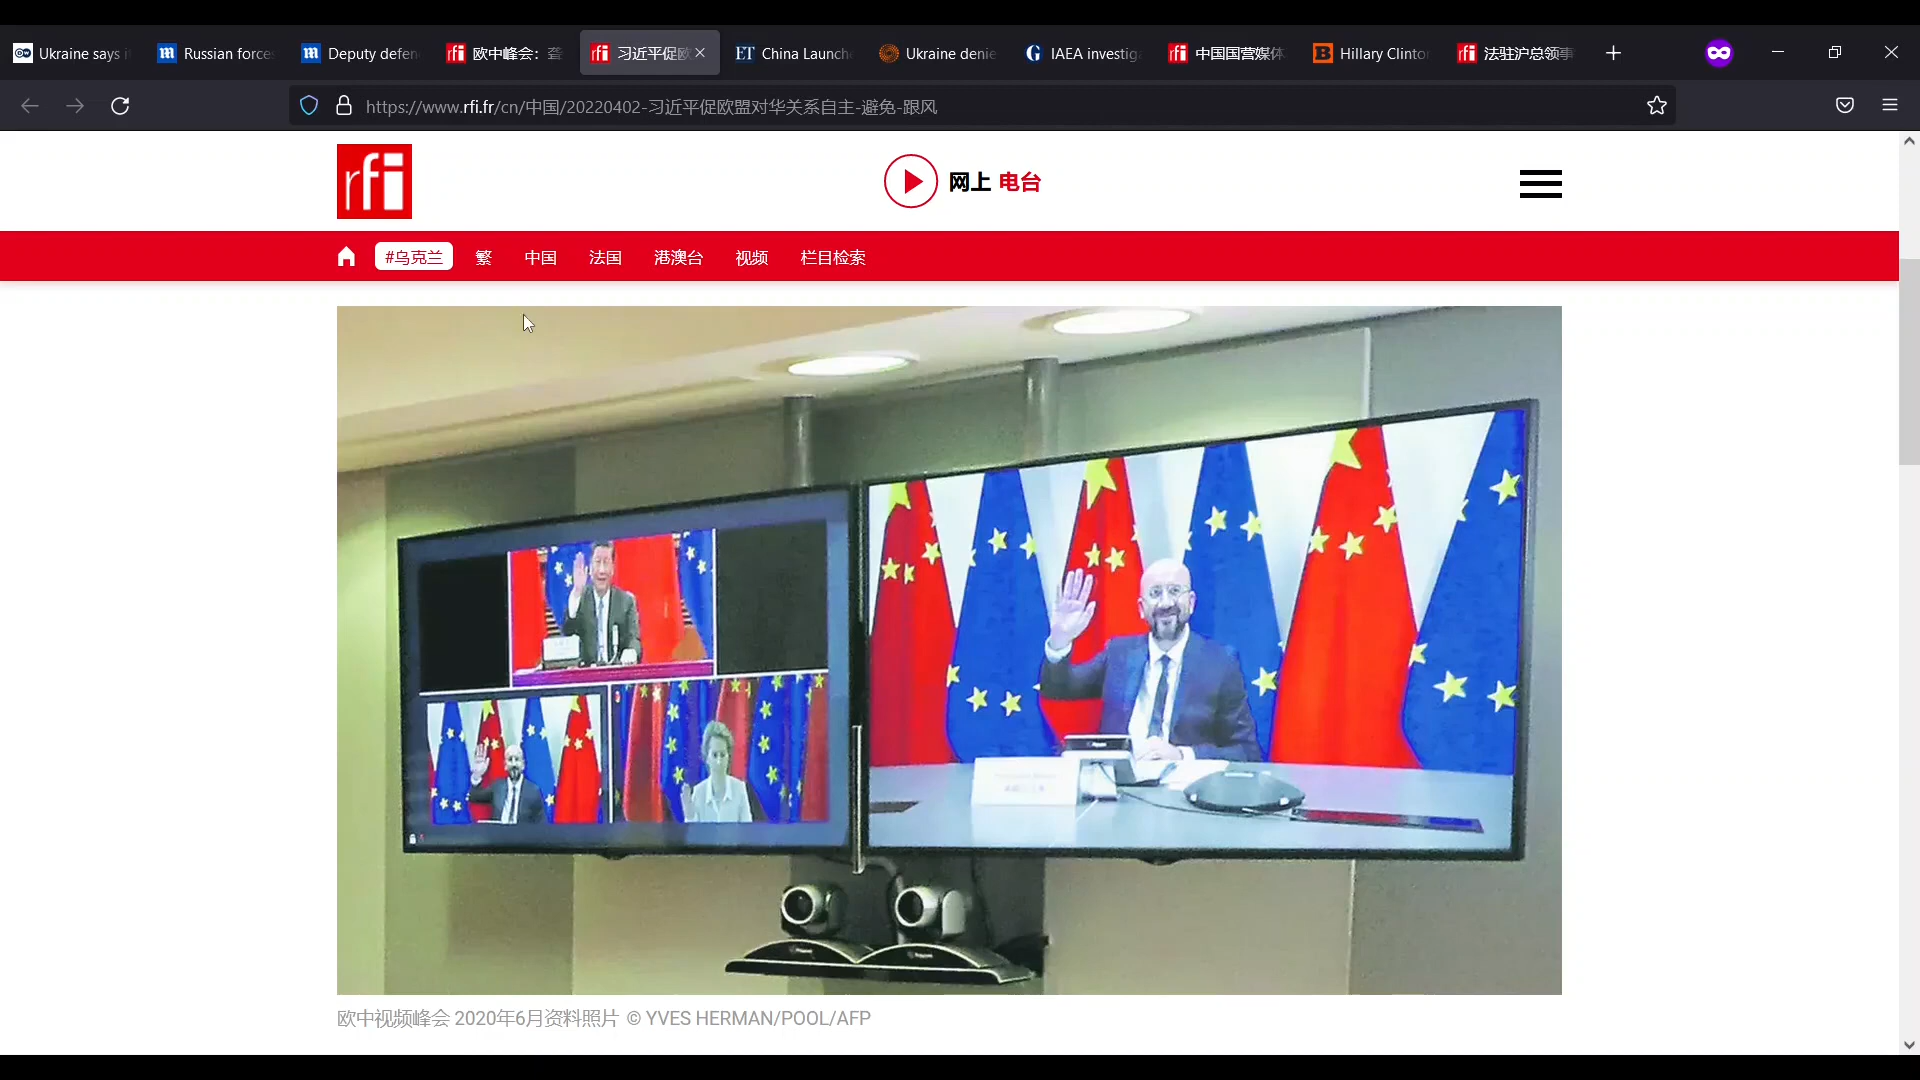 Ukraine says i
Russian forces
Deputy defen
欧中峰会：聋
习近平促欧
China Launche
Ukraine denie
IAEA investiga
中国国营媒体
Hillary Clinton
法驻沪总领事
https://www.rfi.fr/cn/中国/20220402-习近平促欧盟对华关系自主-避免-跟风
rfi
网上 电台
#乌克兰 繁 中国 法国 港澳台 视频 栏目检索
欧中视频峰会 2020年6月资料照片 © YVES HERMAN/POOL/AFP